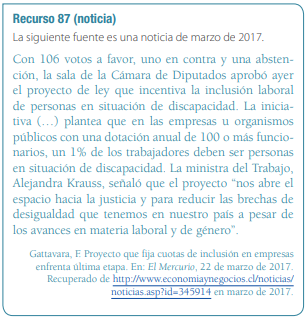 Recurso 87 (noticia)
La siguiente fuente es una noticia de marzo de 2017.
Con 106 votos a favor, uno en contra y una absten-
ción, la sala de la Cámara de Diputados aprobó ayer
el proyecto de ley que incentiva la inclusión laboral
de personas en situación de discapacidad. La inicia-
tiva (…) plantea que en las empresas u organismos
públicos con una dotación anual de 100 o más funcio-
narios, un 1% de los trabajadores deben ser personas
en situación de discapacidad. La ministra del Trabajo,
Alejandra Krauss, señaló que el proyecto “nos abre el
espacio hacia la justicia y para reducir las brechas de
desigualdad que tenemos en nuestro país a pesar de
los avances en materia laboral y de género”.
Gattavara, F. Proyecto que fija cuotas de inclusión en empresas
enfrenta última etapa. En: El Mercurio, 22 de marzo de 2017.
Recuperado de http://www.economiaynegocios.cl/noticias/
noticias.asp?id=345914 en marzo de 2017.